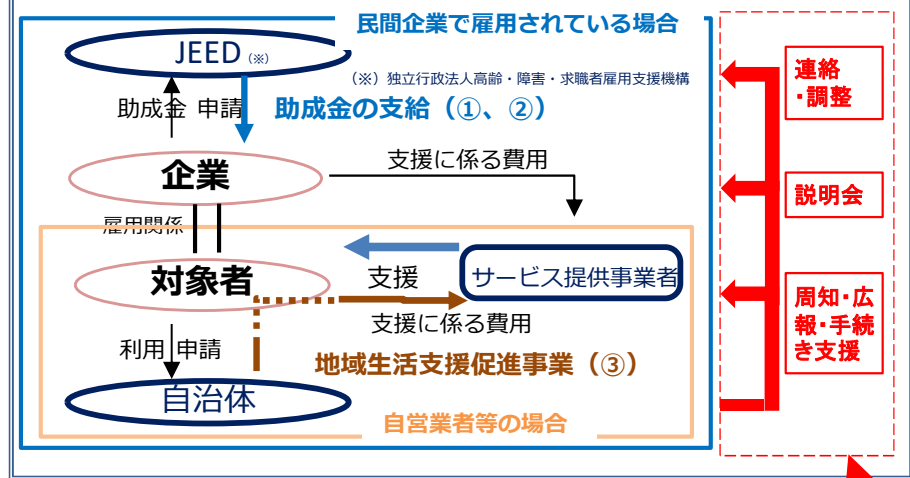 民間企業で雇用されている場合
JEED（※）
（※）独立行政法人高齢・障害・求職者雇用支援機構
助成金 申請
助成金の支給（①、②）
企業
支援に係る費用
雇用関係
対象者
支援
サービス提供事業者
支援に係る費用
利用 申請
地域生活支援促進事業（③）
自治体
自営業者等の場合
連絡
・調整
説明会
周知・広
報・手続
き支援